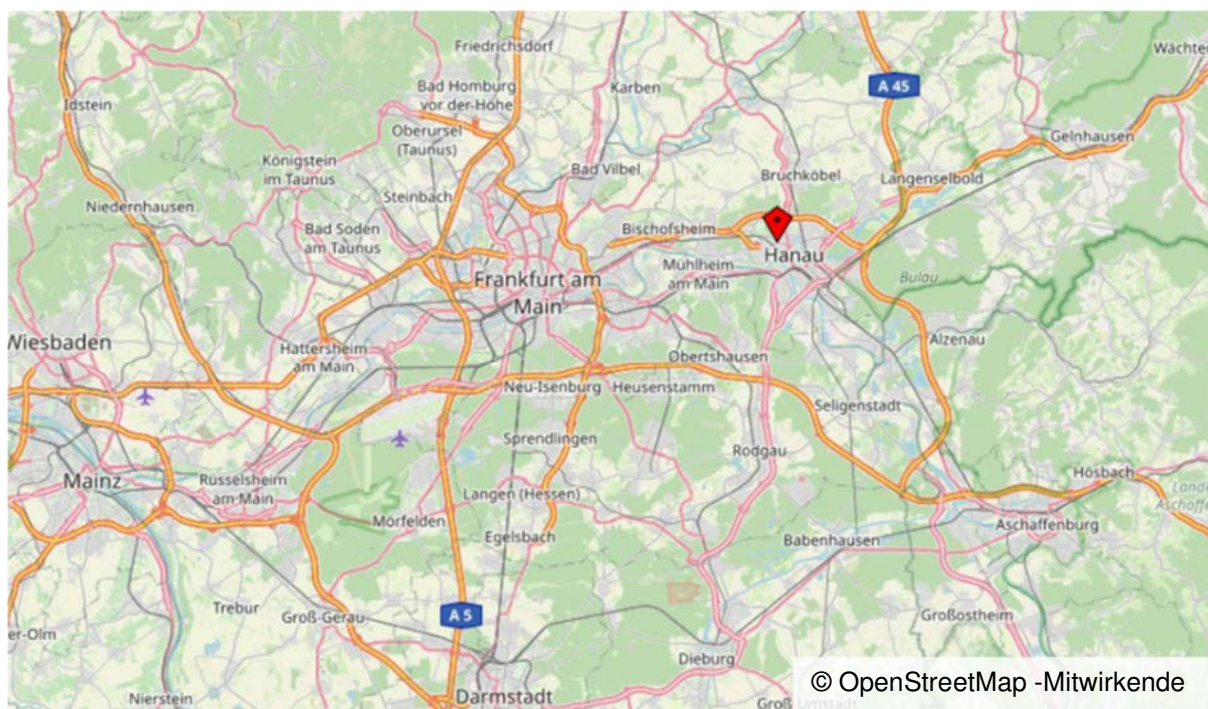 Friedrichsdorf
Wächter
Idstein
Bad Homburg
vor der Höhe
Karben
A 45
Oberursel
(Taunus)
Gelnhausen
Königstein
im Taunus
Bad Vilbel
Bruchköbel
Langenselbold
Steinbach
Niedernhausen
Bad Soden
am Taunus
Bischofsheim
Hanau
Mühlheim
am Main
Bulau
Frankfurt am
Main
Wiesbaden
Hattersheim
am Main
Alzenau
Obertshausen
Neu-Isenburg
Heusenstamm
Seligenstadt
Sprendlingen
Rodgau
Mainz
Rüsselsheim
am Main
Hösbach
Langen (Hessen)
Land
Aschaffe
Mörfelden
Aschaffenburg
Egelsbach
Babenhausen
Trebur
Groß-Gerau
A 5
Großostheim
er-Olm
Dieburg
Nierstein
Darmstadt
© OpenStreetMap -Mitwirkende